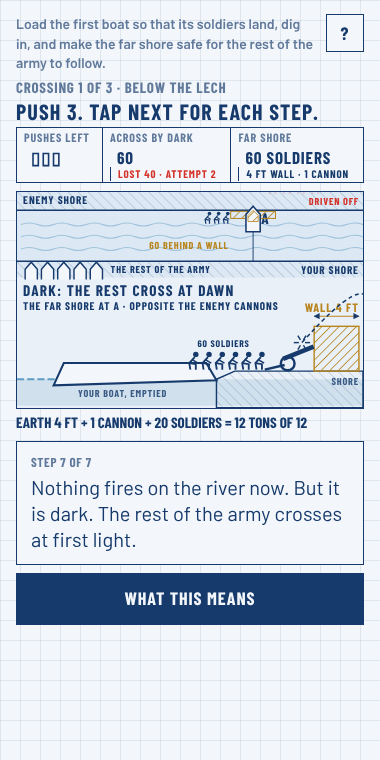 Load the first boat so that its soldiers land, dig
in, and make the far shore safe for the rest of the
army to follow.
?
CROSSING 1 OF 3 · BELOW THE LECH
PUSH 3. TAP NEXT FOR EACH STEP.
PUSHES LEFT
ACROSS BY DARK
60
LOST 40 · ATTEMPT 2
FAR SHORE
60 SOLDIERS
4 FT WALL · 1 CANNON
ENEMY SHORE
DRIVEN OFF
A
60 BEHIND A WALL
THE REST OF THE ARMY
YOUR SHORE
DARK: THE REST CROSS AT DAWN
THE FAR SHORE AT A · OPPOSITE THE ENEMY CANNONS
WALL 4 FT
60 SOLDIERS
SHORE
YOUR BOAT, EMPTIED
EARTH 4 FT + 1 CANNON + 20 SOLDIERS = 12 TONS OF 12
STEP 7 OF 7
Nothing fires on the river now. But it
is dark. The rest of the army crosses
at first light.
WHAT THIS MEANS